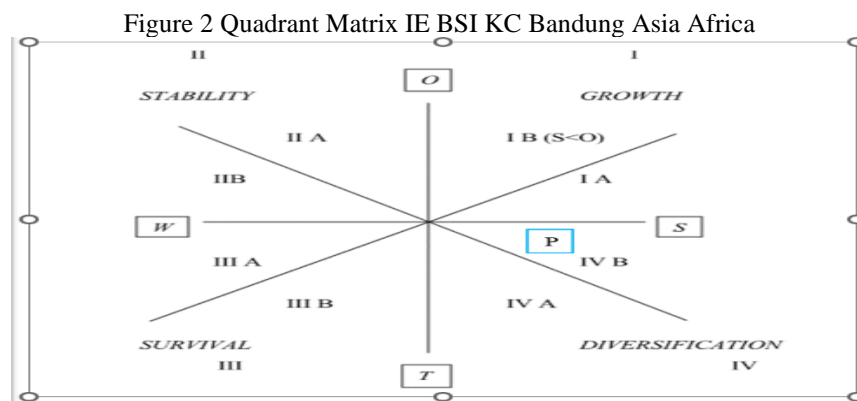 Figure 2 Quadrant Matrix IE BSI KC Bandung Asia Africa
II
I
O
STABILITY
GROWTH
II A
I B (S<O)
IIB
I A
W
S
P
III A
IV B
III B
IV A
SURVIVAL
DIVERSIFICATION
III
IV
T